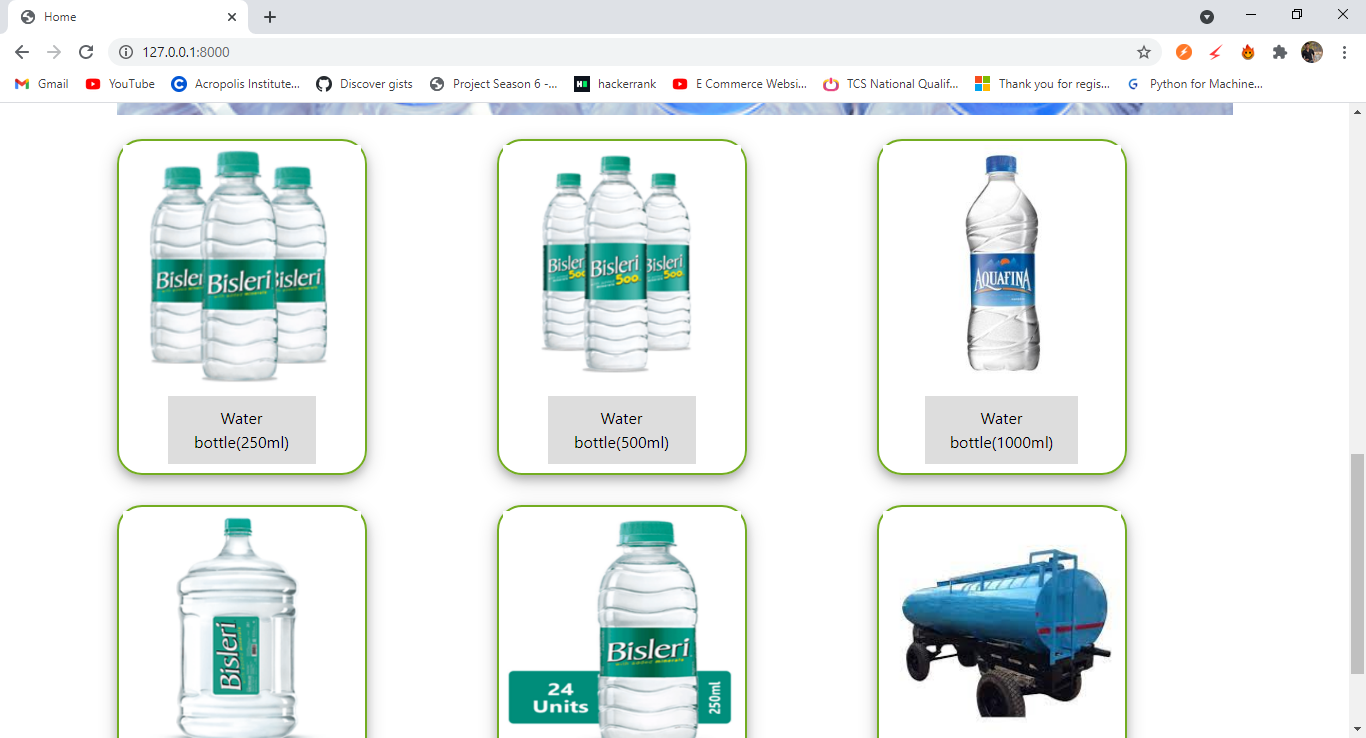 Home
127.0.0.1:8000
Gmail
YouTube
Acropolis Institute...
Discover gists
Project Season 6 -...
hackerrank
E Commerce Websi...
TCS National Qualif...
Thank you for regis...
Python for Machine...
Bisleri
Bisleri
Bisleri
Bisleri
500
Bisleri
500
Bisleri
500
AQUAFINA
Water
bottle(250ml)
Water
bottle(500ml)
Water
bottle(1000ml)
Bisleri
Bisleri
24
Units
250ml